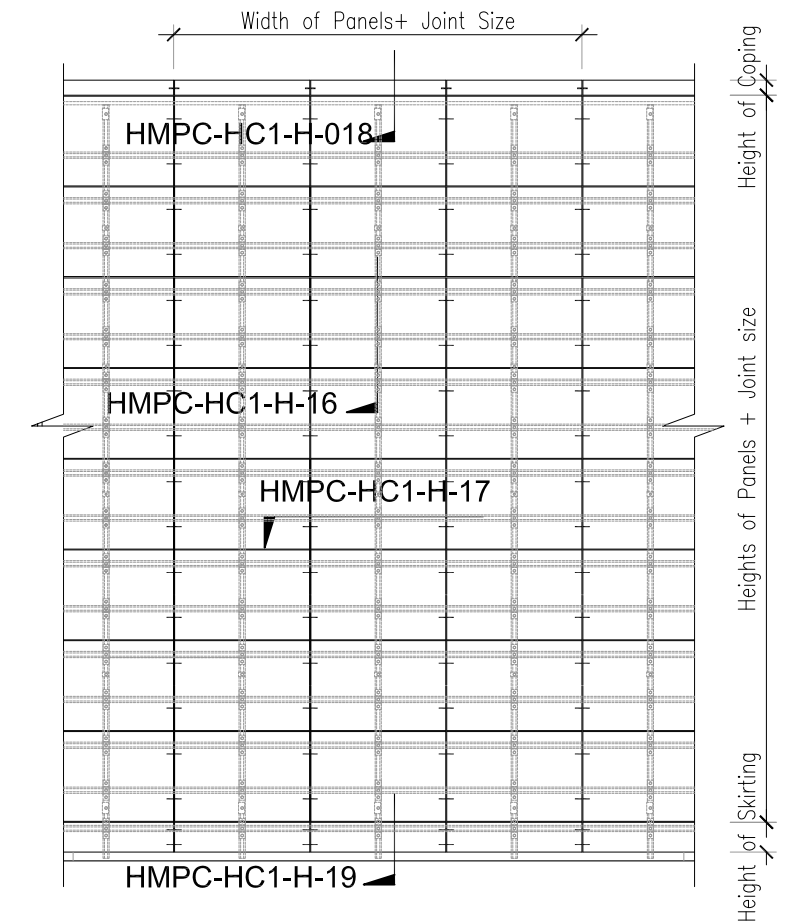 Width of Panels+ Joint Size
Height of Coping
HMPC-HC1-H-018
Heights of Panels + Joint size
HMPC-HC1-H-16
HMPC-HC1-H-17
Height of Skirting
HMPC-HC1-H-19